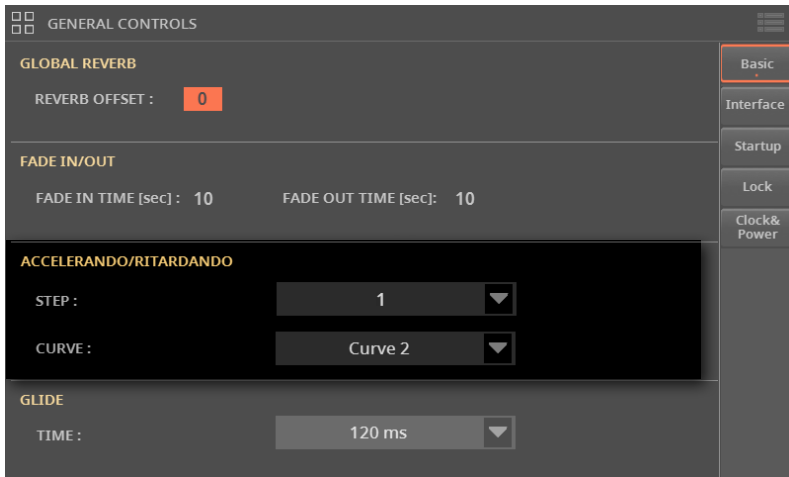 GENERAL CONTROLS
GLOBAL REVERB
REVERB OFFSET : 0
FADE IN/OUT
FADE IN TIME [sec] : 10 FADE OUT TIME [sec]: 10
ACCELERANDO/RITARDANDO
STEP : 1
CURVE : Curve 2
GLIDE
TIME : 120 ms
Basic
Interface
Startup
Lock
Clock&
Power